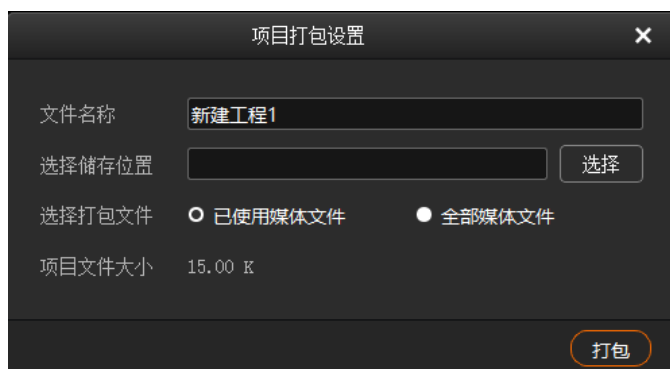 项目打包设置
文件名称 新建工程1
选择储存位置 选择
选择打包文件 已使用媒体文件 全部媒体文件
项目文件大小 15.00 K
打包